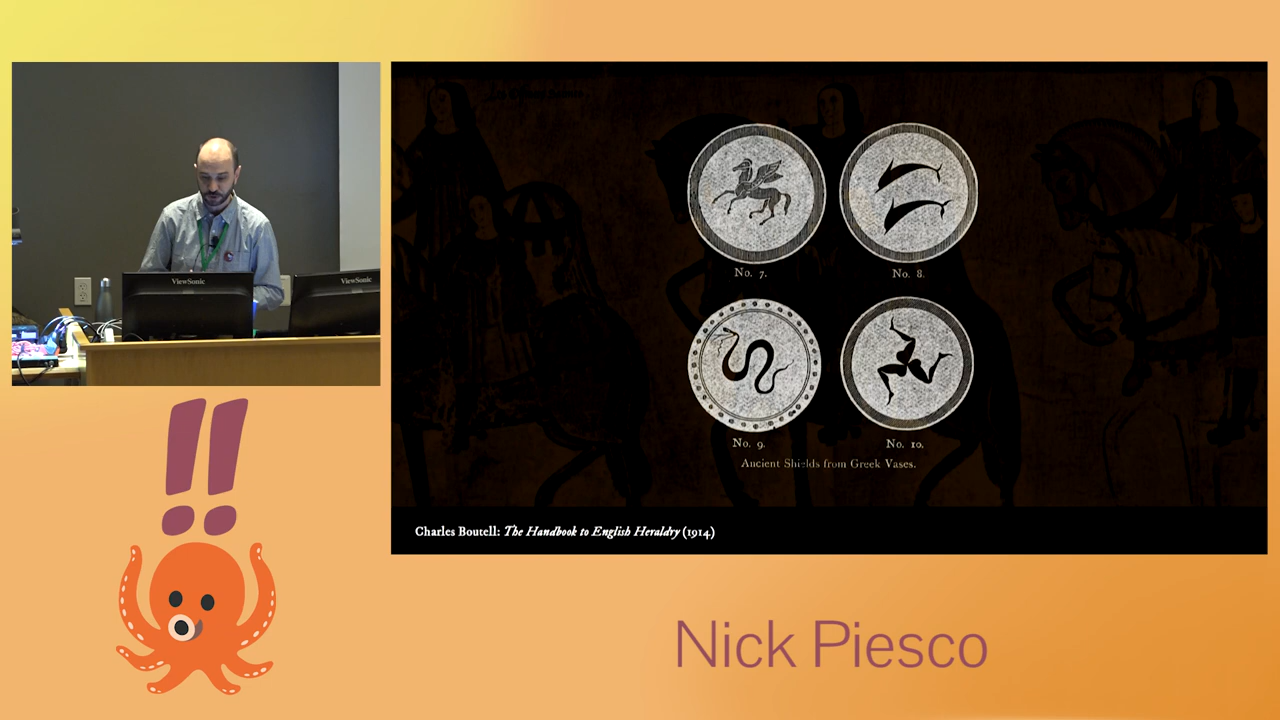 ViewSonic
ViewSonic
No. 7.
No. 8.
No. 9.
No. 10.
Ancient Shields from Greek Vases.
Charles Boutell: The Handbook to English Heraldry (1914)
!!
Nick Piesco